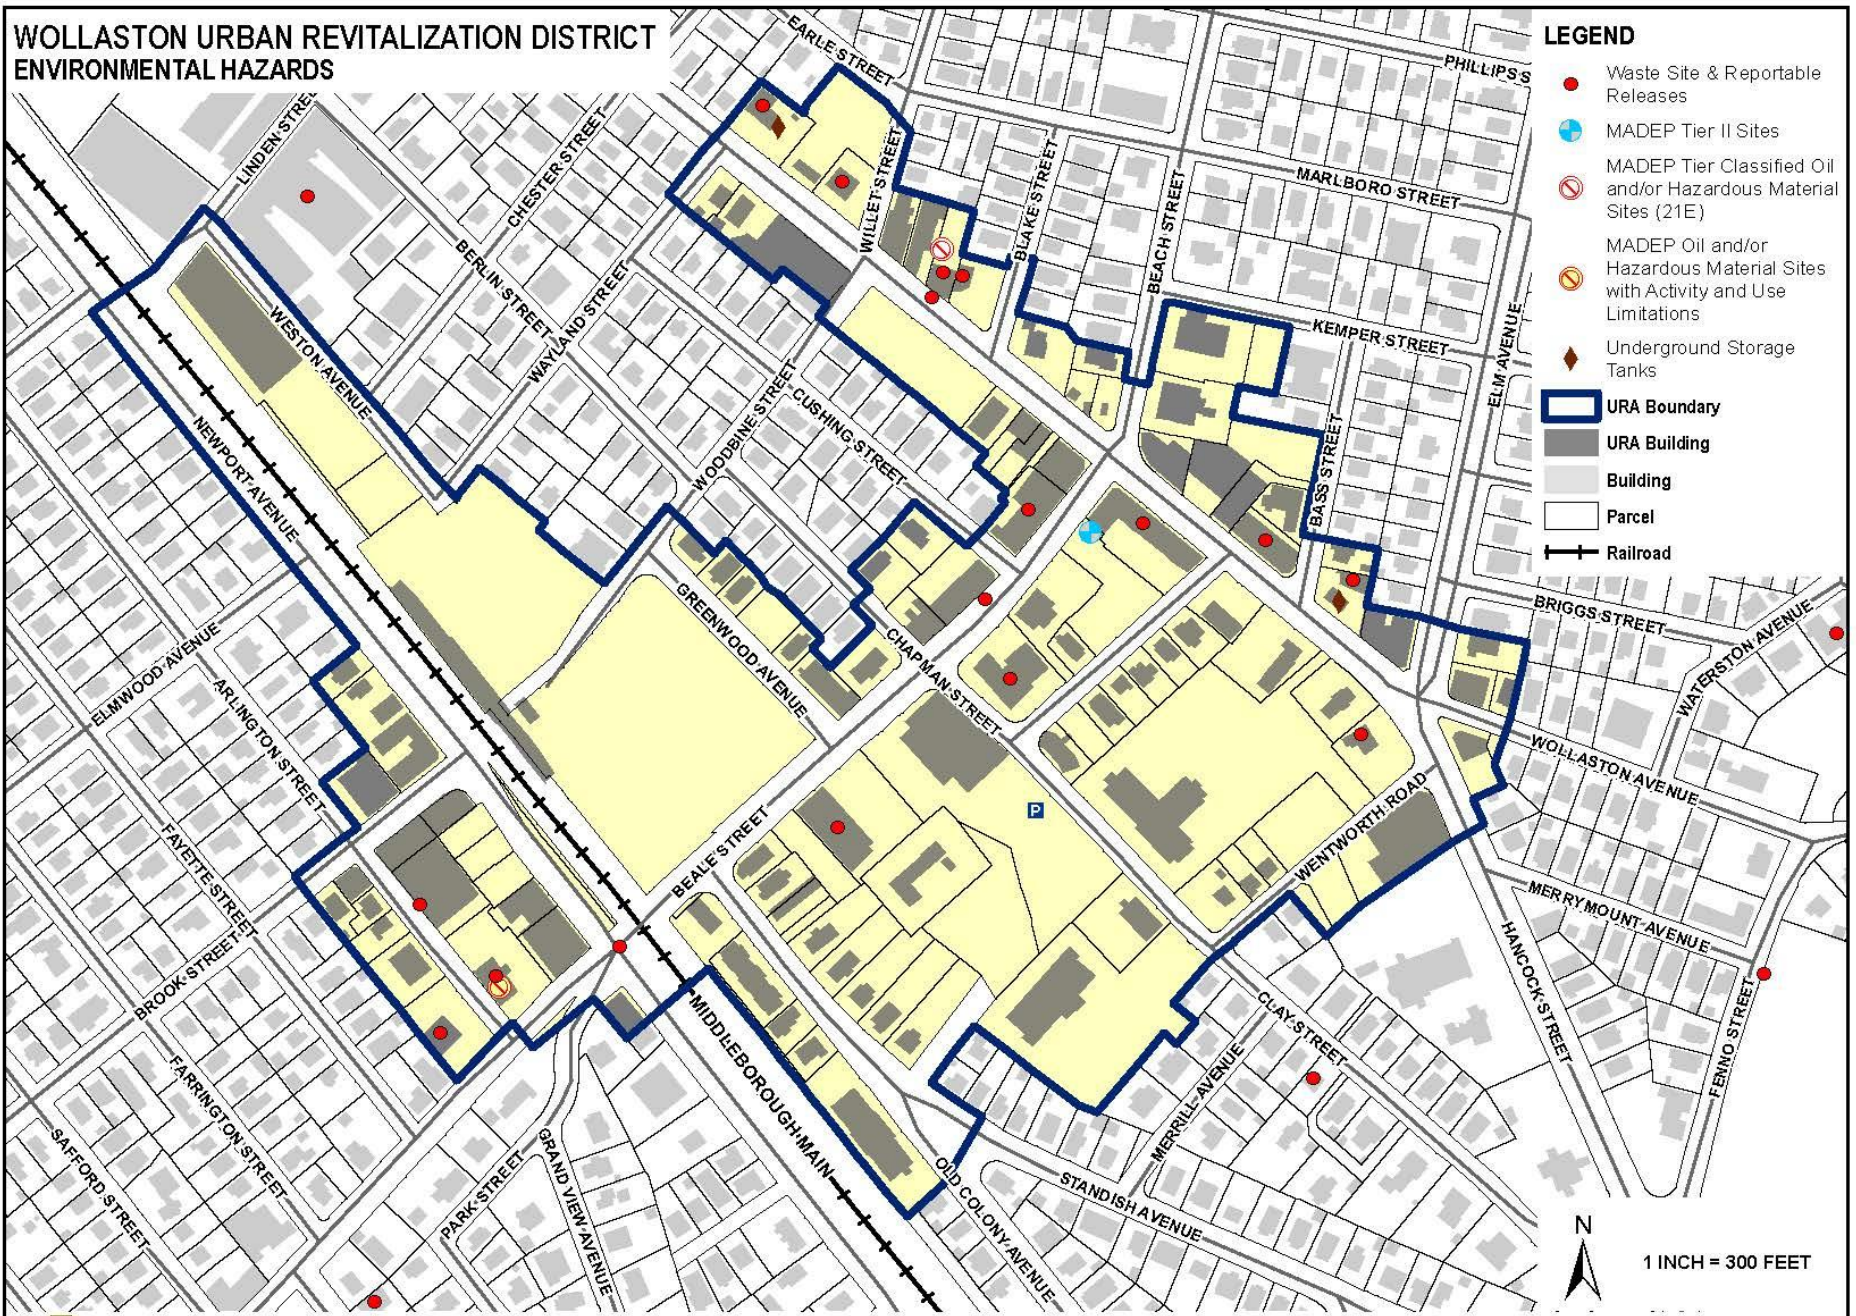 WOLLASTON URBAN REVITALIZATION DISTRICT
ENVIRONMENTAL HAZARDS
LEGEND
Waste Site & Reportable
Releases
MADEP Tier II Sites
MADEP Tier Classified Oil
and/or Hazardous Material
Sites (21E)
MADEP Oil and/or
Hazardous Material Sites
with Activity and Use
Limitations
Underground Storage
Tanks
URA Boundary
URA Building
Building
Parcel
Railroad
EARLE STREET
PHILLIPS S
LINDEN STREE
CHESTER STREET
WILLET STREET
BLAKE STREET
BEACH STREET
MARLBORO STREET
BERLIN STREET
WAYLAND STREET
WESTON AVENUE
KEMPER STREET
ELM AVENUE
NEWPORT AVENUE
WOODBINE STREET
CUSHING STREET
BASS STREET
GREENWOOD AVENUE
CHAPMAN STREET
BRIGGS STREET
WATERSTON AVENUE
ELMWOOD AVENUE
ARLINGTON STREET
WOLLASTON AVENUE
WENTWORTH ROAD
P
FAYETTE STREET
BEALE STREET
MERRYMOUNT AVENUE
BROOK STREET
HANCOCK STREET
FENNO STREET
CLAY STREET
FARRINGTON STREET
MIDDLEBOROUGH MAIN
MERRILL AVENUE
SAFFORD STREET
PARK STREET
GRAND VIEW AVENUE
OLD COLONY AVENUE
STANDISH AVENUE
N
1 INCH = 300 FEET